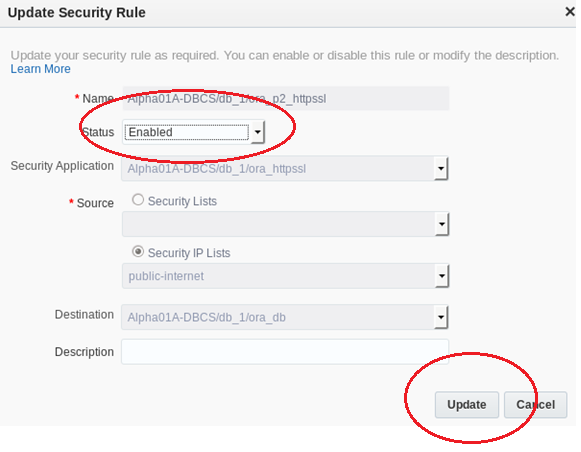 Update Security Rule
Update your security rule as required. You can enable or disable this rule or modify the description.
Learn More
* Name Alpha01A-DBCS/db_1/ora_p2_httpssl
Status Enabled
Security Application Alpha01A-DBCS/db_1/ora_httpssl
* Source Security Lists
Security IP Lists
public-internet
Destination Alpha01A-DBCS/db_1/ora_db
Description
Update Cancel